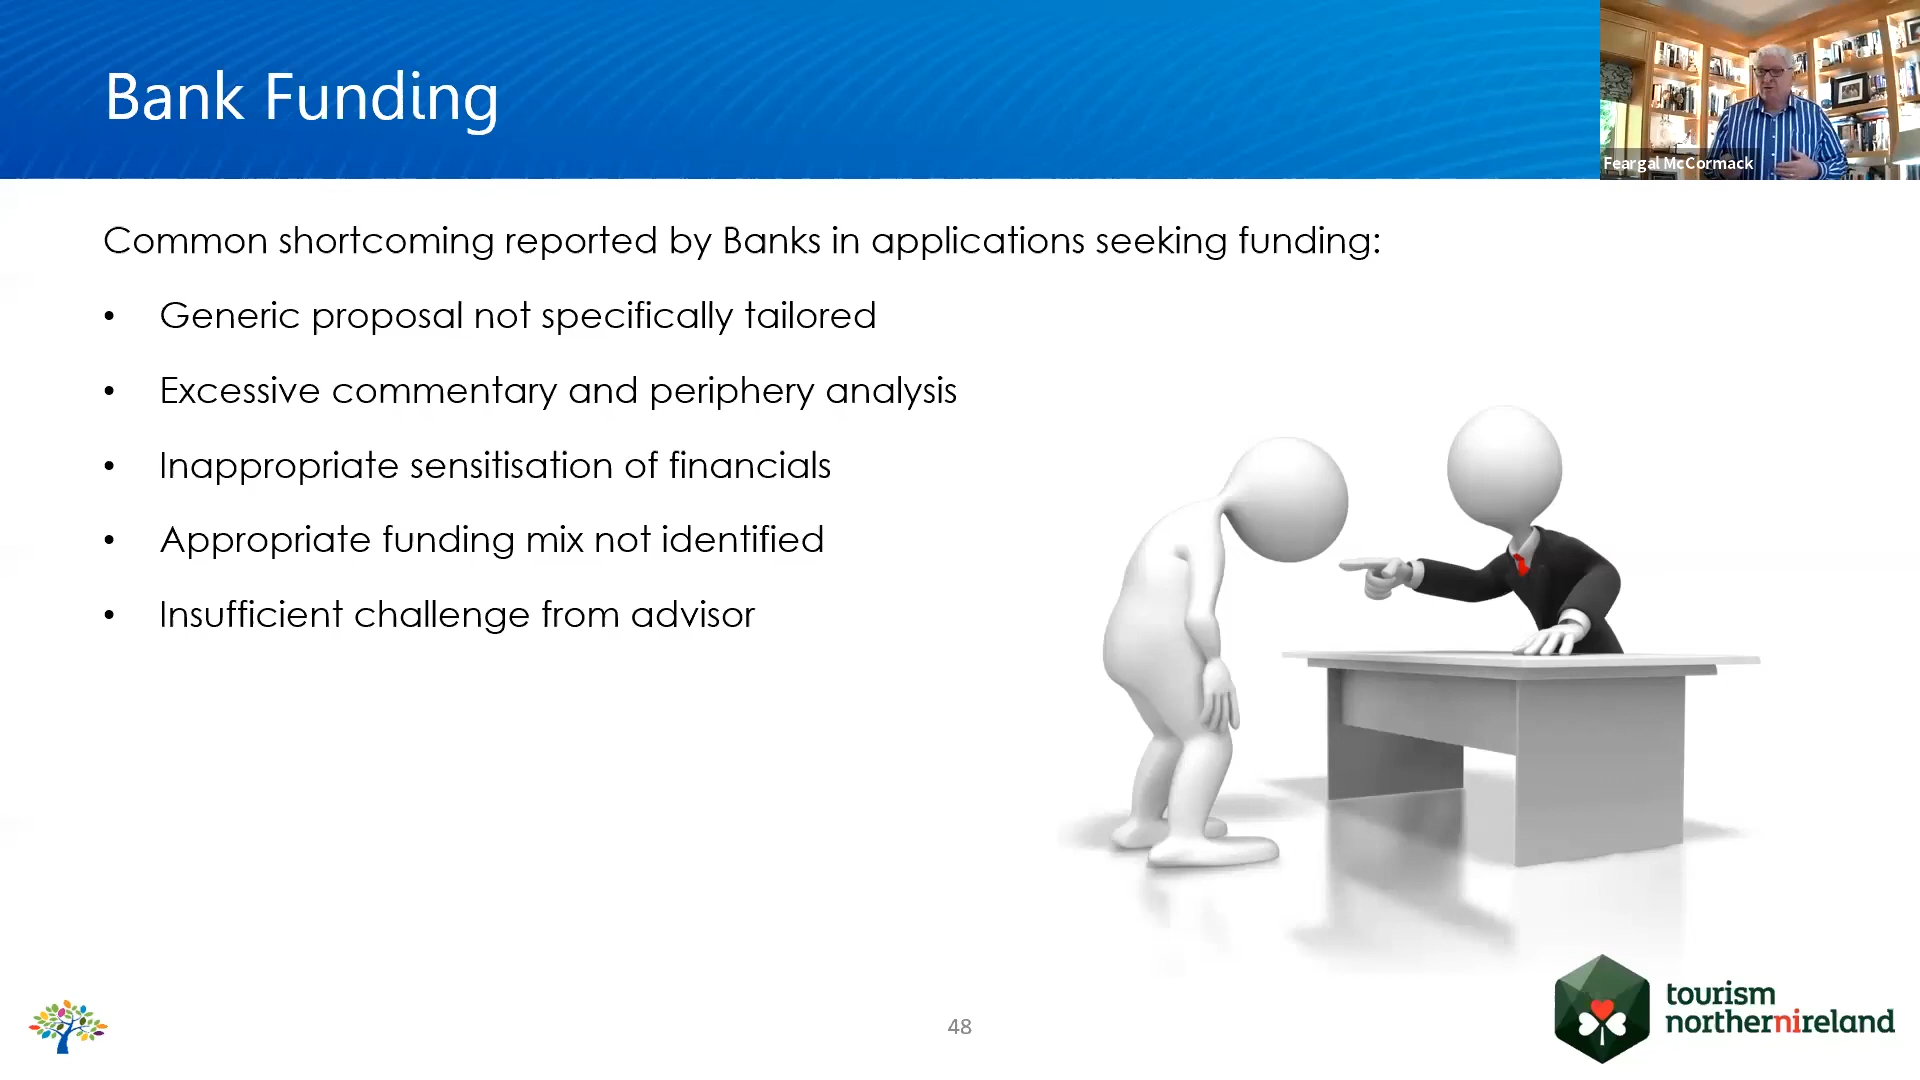 Bank Funding
Feargal McCormack
Common shortcoming reported by Banks in applications seeking funding:
• Generic proposal not specifically tailored
• Excessive commentary and periphery analysis
• Inappropriate sensitisation of financials
• Appropriate funding mix not identified
• Insufficient challenge from advisor
48
tourism
northernireland